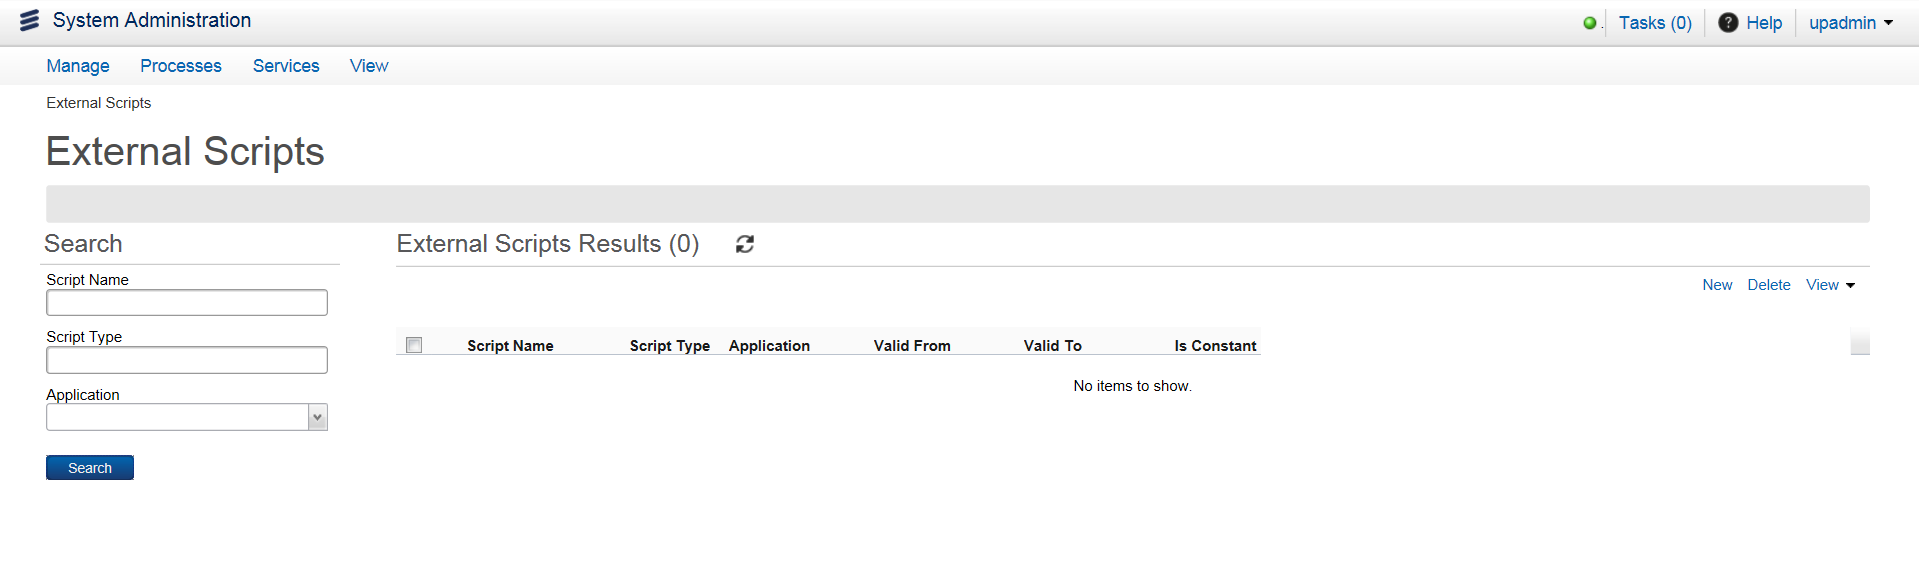 System Administration
Tasks (0)
? Help
upadmin
Manage Processes Services View
External Scripts
External Scripts
Search
Script Name
Script Type
Application
Search
External Scripts Results (0)
New Delete View
Script Name Script Type Application Valid From Valid To Is Constant
No items to show.